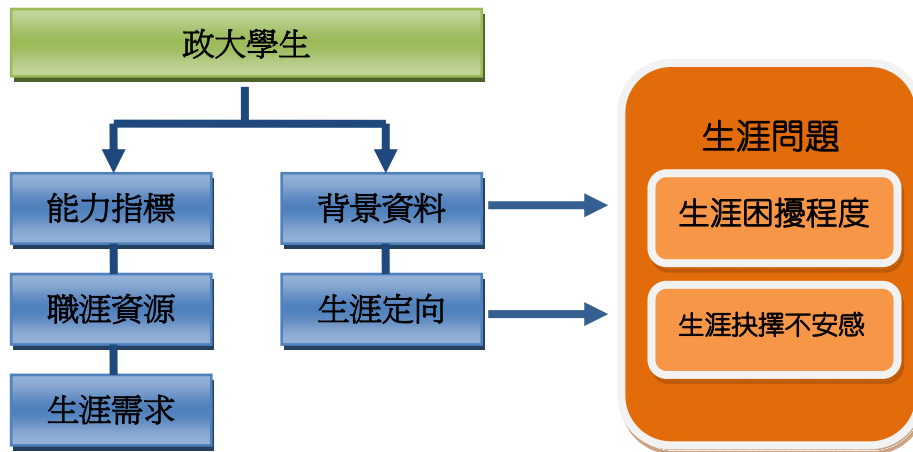 政大學生
能力指標
背景資料
職涯資源
生涯定向
生涯需求
生涯問題
生涯困擾程度
生涯抉擇不安感